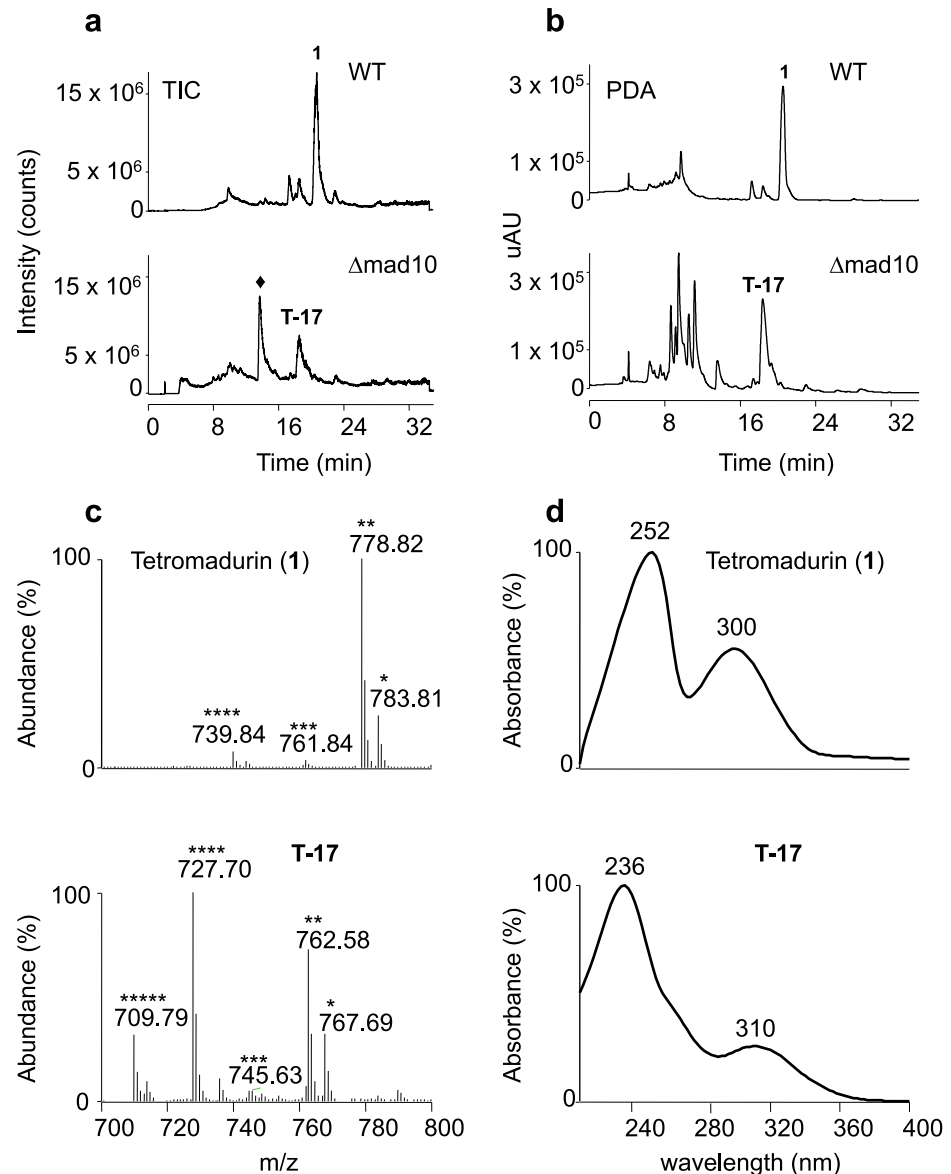 a
1
WT
TIC
15 x 10⁶
5 x 10⁶
0
Δmad10
♦
T-17
15 x 10⁶
5 x 10⁶
0
Intensity (counts)
0 8 16 24 32
Time (min)
b
1
WT
PDA
3 x 10⁵
1 x 10⁵
0
Δmad10
T-17
3 x 10⁵
1 x 10⁵
0
uAU
0 8 16 24 32
Time (min)
c
Tetromadurin (1)
100
0
Abundance (%)
**
778.82
*
783.81
****
739.84
***
761.84
T-17
100
0
Abundance (%)
****
727.70
**
762.58
*****
709.79
*
767.69
***
745.63
700 720 740 760 780 800
m/z
d
252
Tetromadurin (1)
100
300
0
Absorbance (%)
T-17
236
100
310
0
Absorbance (%)
240 280 320 360 400
wavelength (nm)